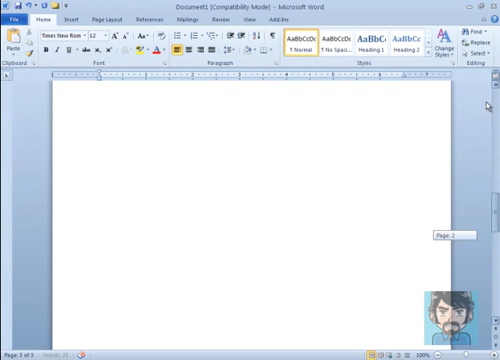 Document1 [Compatibility Mode] - Microsoft Word
File Home Insert Page Layout References Mailings Review View Add-Ins
Paste
Times New Rom 12
AaBbCcDc AaBbCcDc AaBbC AaBbCc
¶ Normal ¶ No Spaci... Heading 1 Heading 2
Change
Styles
Find
Replace
Select
Clipboard Font Paragraph Styles Editing
Page: 2
Page: 3 of 3 Words: 25 100%